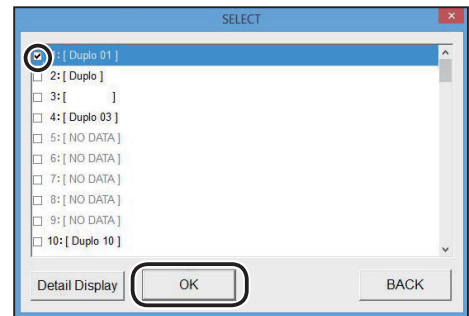 SELECT
1: [ Duplo 01 ]
2: [ Duplo ]
3: [ ]
4: [ Duplo 03 ]
5: [ NO DATA ]
6: [ NO DATA ]
7: [ NO DATA ]
8: [ NO DATA ]
9: [ NO DATA ]
10: [ Duplo 10 ]
Detail Display OK BACK